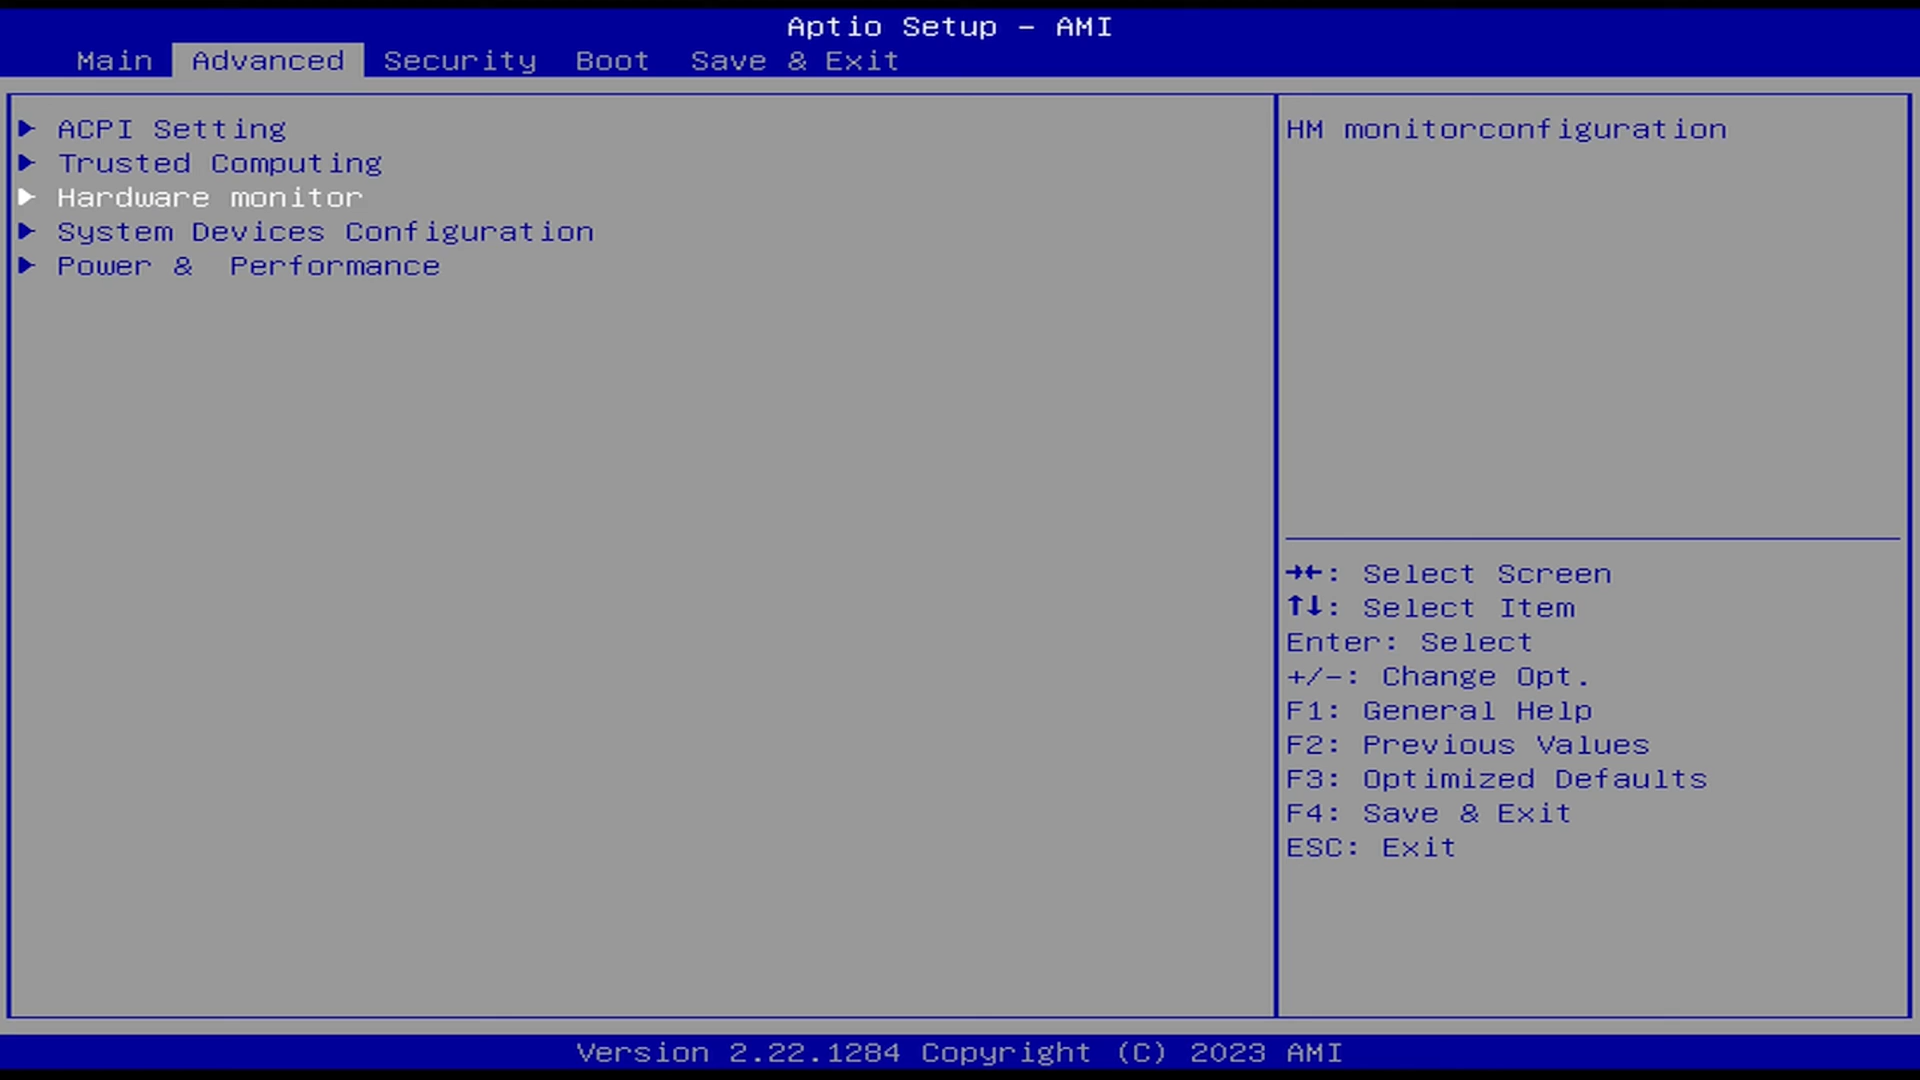 Aptio Setup – AMI
Main Advanced Security Boot Save & Exit
► ACPI Setting
► Trusted Computing
► Hardware monitor
► System Devices Configuration
► Power &  Performance
HM monitorconfiguration
→←: Select Screen
↑↓: Select Item
Enter: Select
+/-: Change Opt.
F1: General Help
F2: Previous Values
F3: Optimized Defaults
F4: Save & Exit
ESC: Exit
Version 2.22.1284 Copyright (C) 2023 AMI